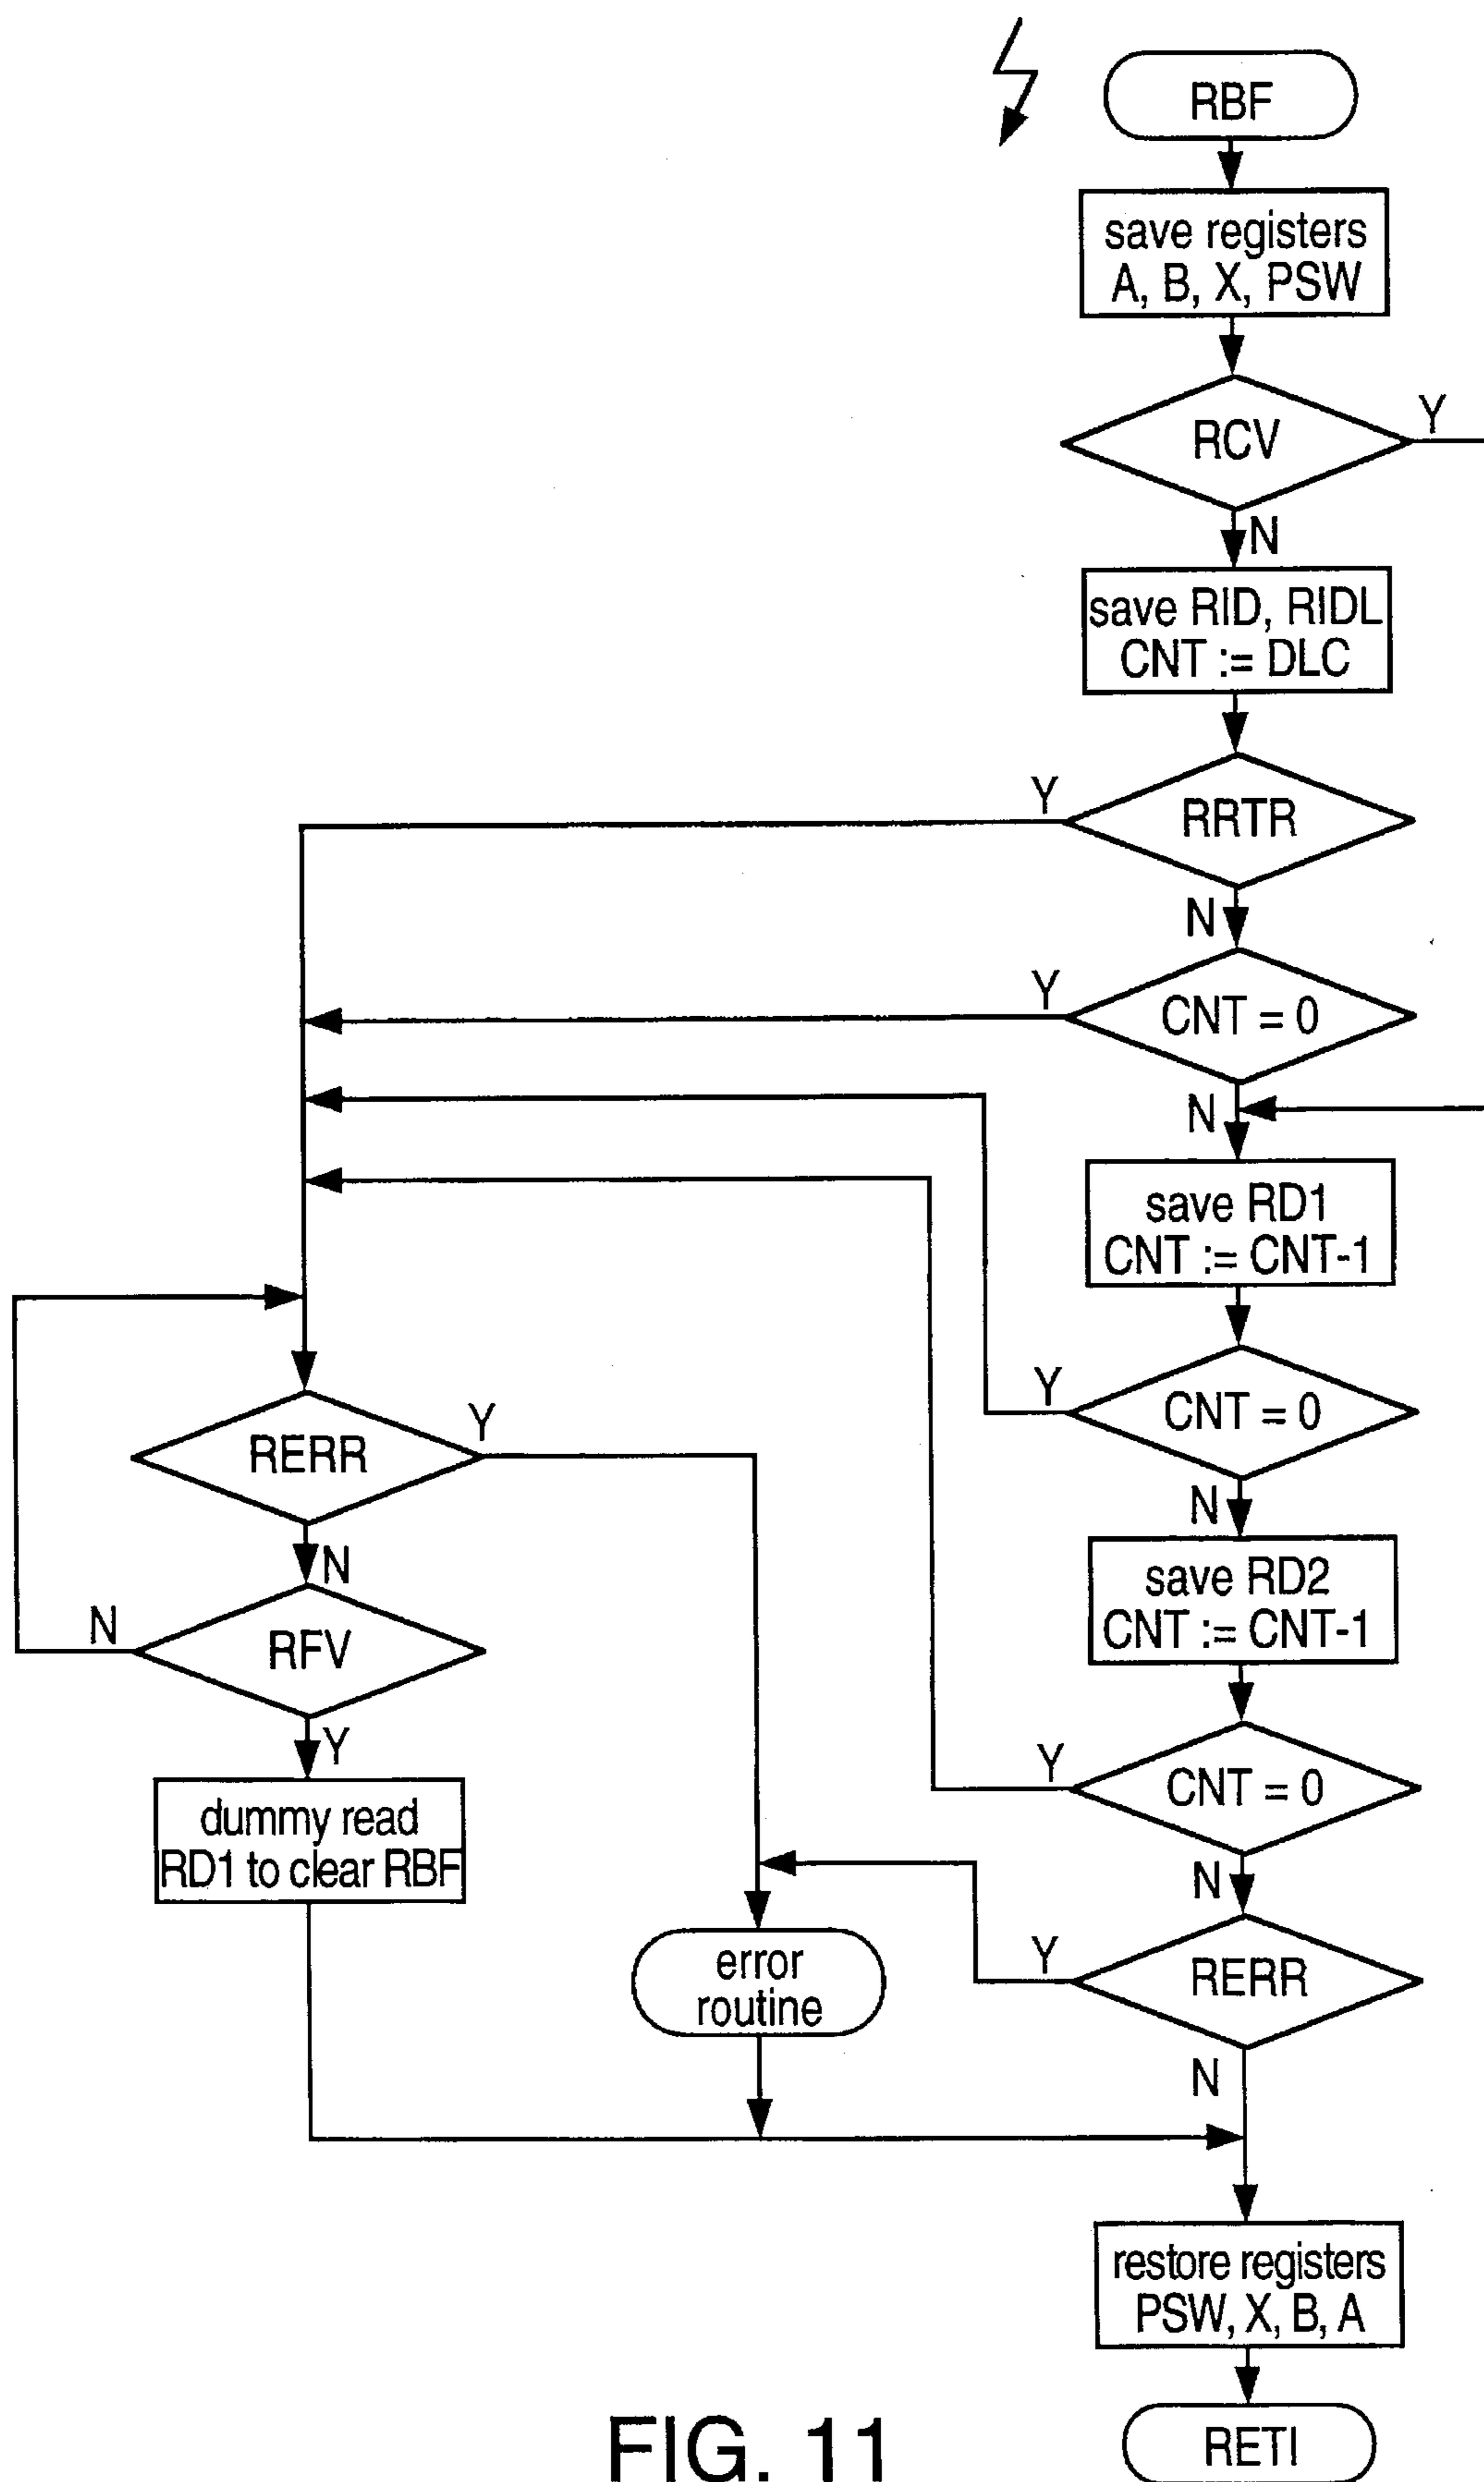 RBF
save registers
A, B, X, PSW
RCV
Y
N
save RID, RIDL
CNT := DLC
Y
RRTR
N
Y
CNT = 0
N
save RD1
CNT := CNT-1
Y
CNT = 0
N
save RD2
CNT := CNT-1
Y
CNT = 0
N
Y
RERR
N
RERR
Y
N
N
RFV
Y
dummy read
RD1 to clear RBF
error
routine
restore registers
PSW, X, B, A
RETI
FIG. 11